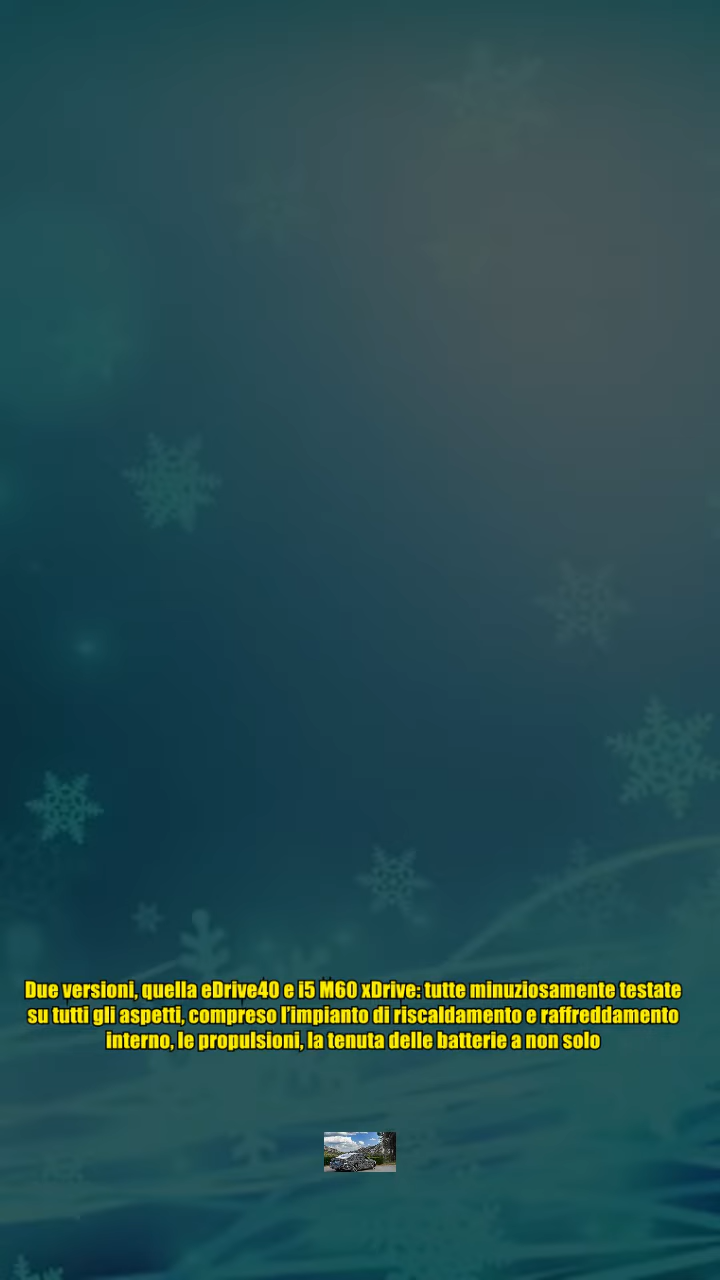 Due versioni, quella eDrive40 e i5 M60 xDrive: tutte minuziosamente testate
su tutti gli aspetti, compreso l’impianto di riscaldamento e raffreddamento
interno, le propulsioni, la tenuta delle batterie a non solo